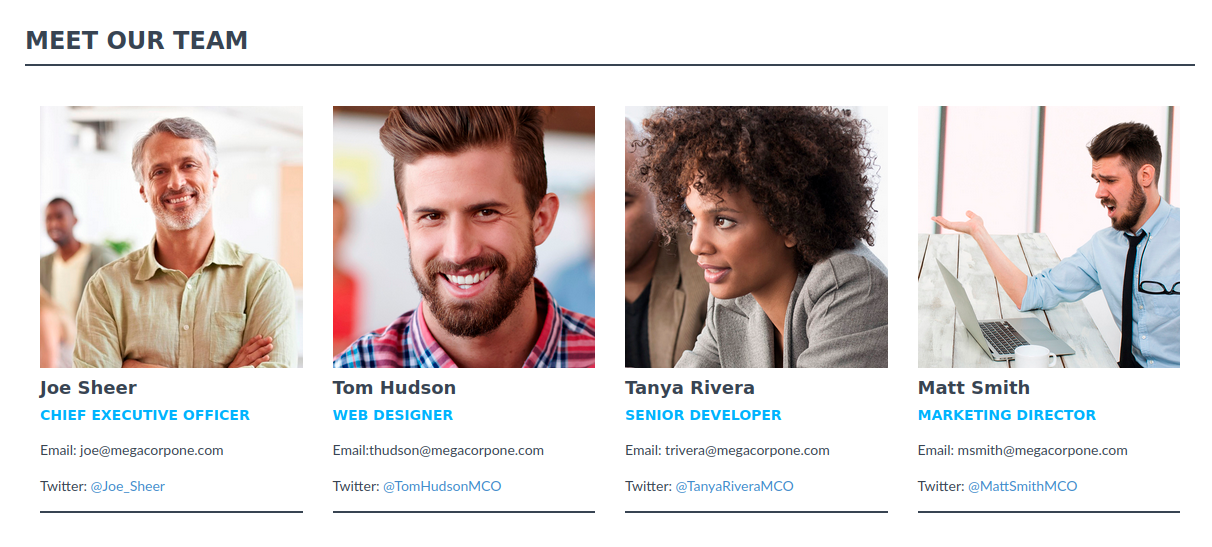 MEET OUR TEAM
Joe Sheer
CHIEF EXECUTIVE OFFICER
Email: joe@megacorpone.com
Twitter: @Joe_Sheer
Tom Hudson
WEB DESIGNER
Email:thudson@megacorpone.com
Twitter: @TomHudsonMCO
Tanya Rivera
SENIOR DEVELOPER
Email: trivera@megacorpone.com
Twitter: @TanyaRiveraMCO
Matt Smith
MARKETING DIRECTOR
Email: msmith@megacorpone.com
Twitter: @MattSmithMCO